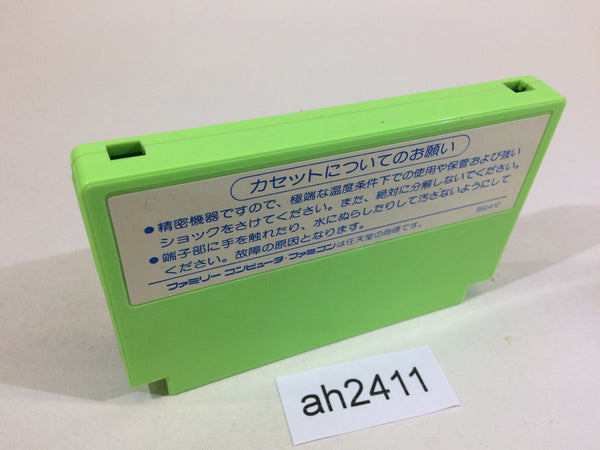 カセットについてのお願い
●精密機器ですので、極端な温度条件下での使用や保管および強い
ショックをさけてください。また、絶対に分解しないでください。
●端子部に手を触れたり、水にぬらしたりして汚さないようにして
ください。故障の原因となります。
860410
ファミリー コンピュータ・ファミコンは任天堂の商標です。
ah2411